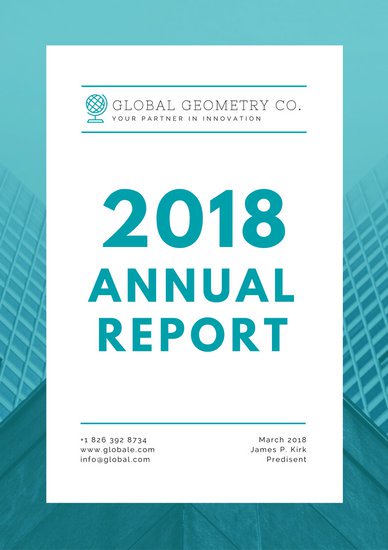 GLOBAL GEOMETRY CO.
YOUR PARTNER IN INNOVATION
2018
ANNUAL
REPORT
+1 826 392 8734
www.globale.com
info@global.com
March 2018
James P. Kirk
Predisent